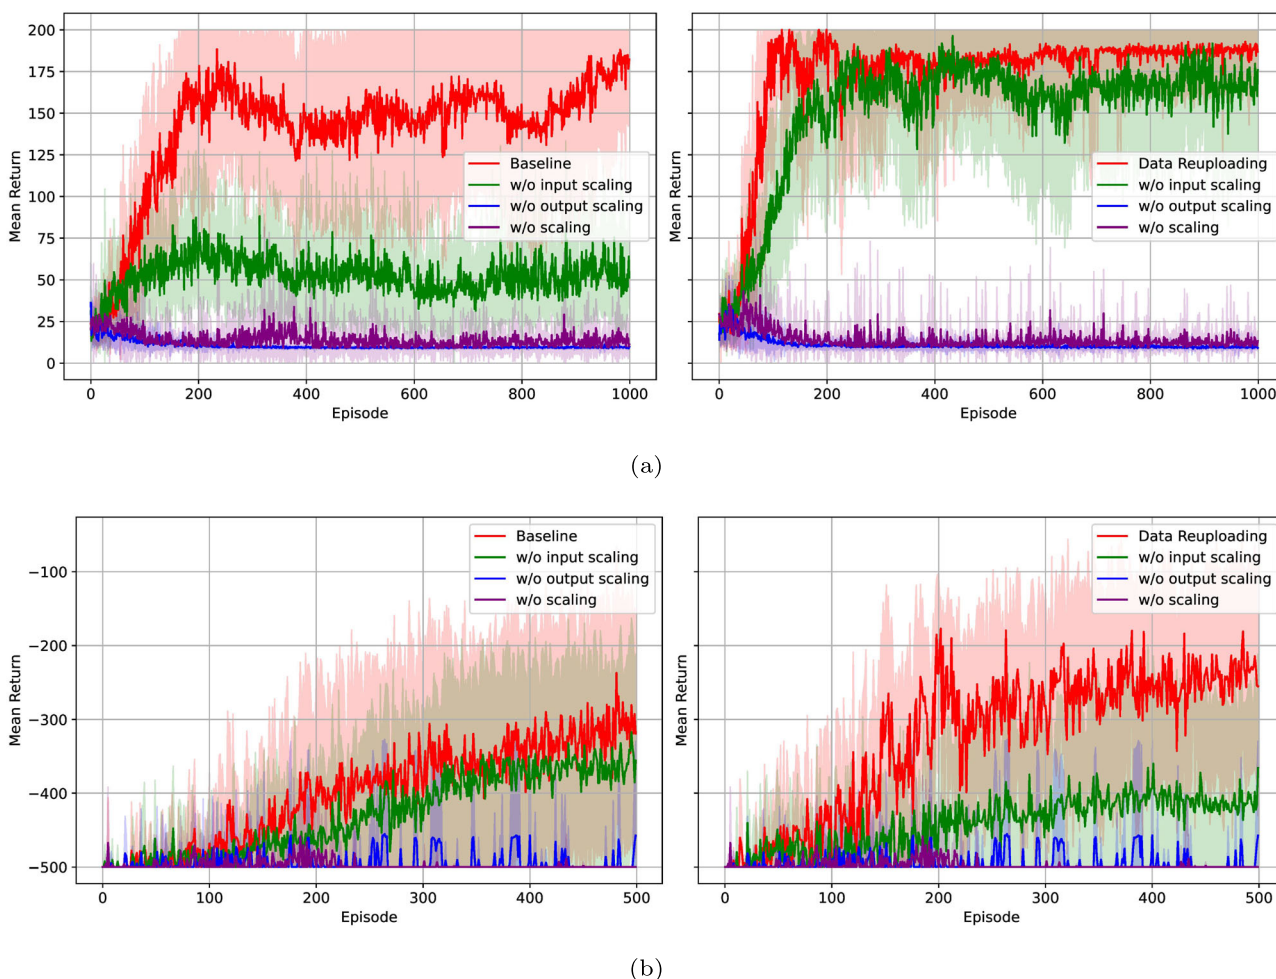 200
175
150
125
100
75
50
25
0
Mean Return
Baseline
w/o input scaling
w/o output scaling
w/o scaling
0 200 400 600 800 1000
Episode
Mean Return
Data Reuploading
w/o input scaling
w/o output scaling
w/o scaling
0 200 400 600 800 1000
Episode
(a)
−100
−200
−300
−400
−500
Mean Return
Baseline
w/o input scaling
w/o output scaling
w/o scaling
0 100 200 300 400 500
Episode
Mean Return
Data Reuploading
w/o input scaling
w/o output scaling
w/o scaling
0 100 200 300 400 500
Episode
(b)